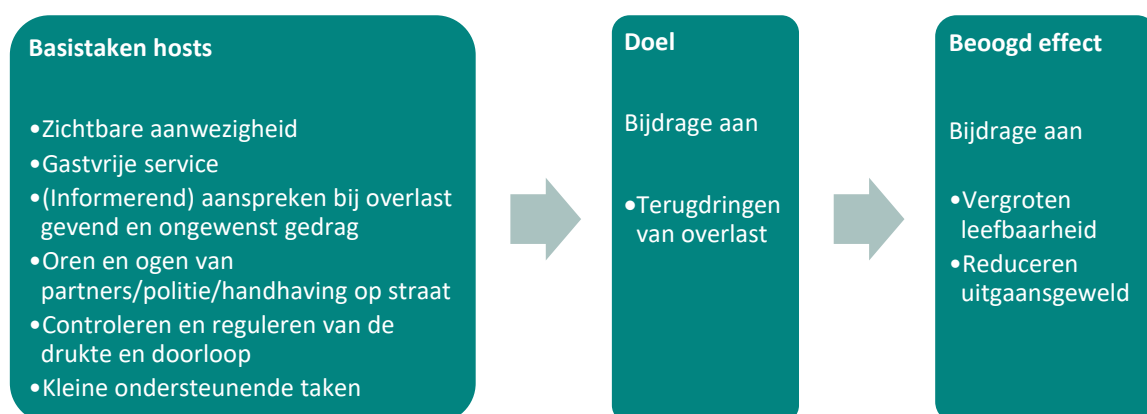 Basistaken hosts
•Zichtbare aanwezigheid
•Gastvrije service
•(Informerend) aanspreken bij overlast
gevend en ongewenst gedrag
•Oren en ogen van
partners/politie/handhaving op straat
•Controleren en reguleren van de
drukte en doorloop
•Kleine ondersteunende taken
Doel
Bijdrage aan
•Terugdringen
van overlast
Beoogd effect
Bijdrage aan
•Vergroten
leefbaarheid
•Reduceren
uitgaansgeweld